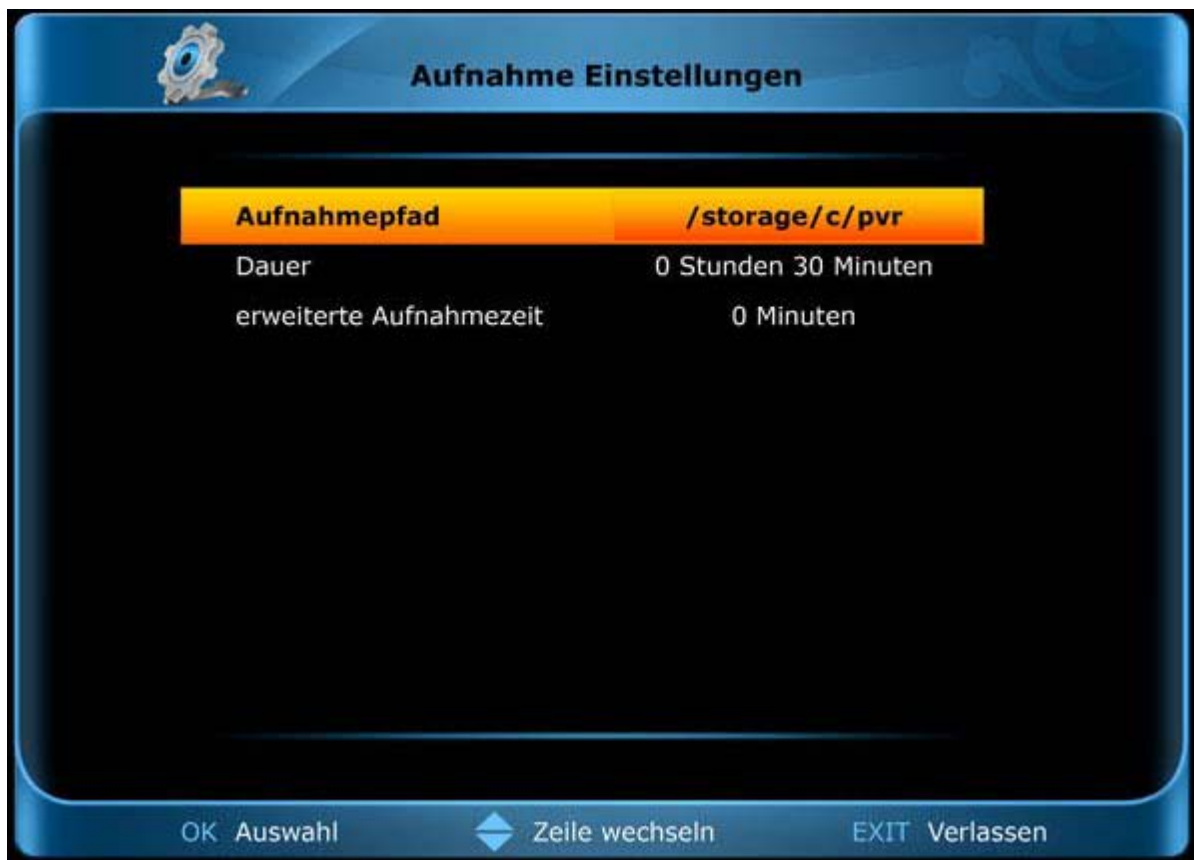 Aufnahme Einstellungen
Aufnahmepfad /storage/c/pvr
Dauer 0 Stunden 30 Minuten
erweiterte Aufnahmezeit 0 Minuten
OK Auswahl Zeile wechseln EXIT Verlassen